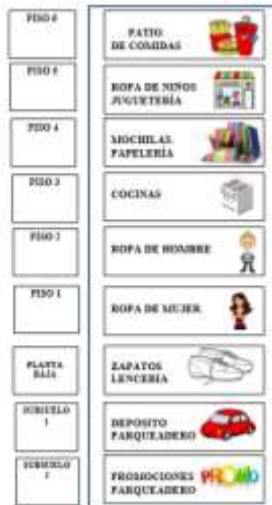 PISO 6
PATIO
DE COMIDAS
PISO 5
ROPA DE NIÑOS
JUGUETERÍA
PISO 4
MOCHILAS
PAPELERÍA
PISO 3
COCINAS
PISO 2
ROPA DE HOMBRE
PISO 1
ROPA DE MUJER
PLANTA
BAJA
ZAPATOS
LENCERÍA
SUBSUELO
1
DEPOSITO
PARQUEADERO
SUBSUELO
2
PROMOCIONES
PARQUEADERO
PROMO